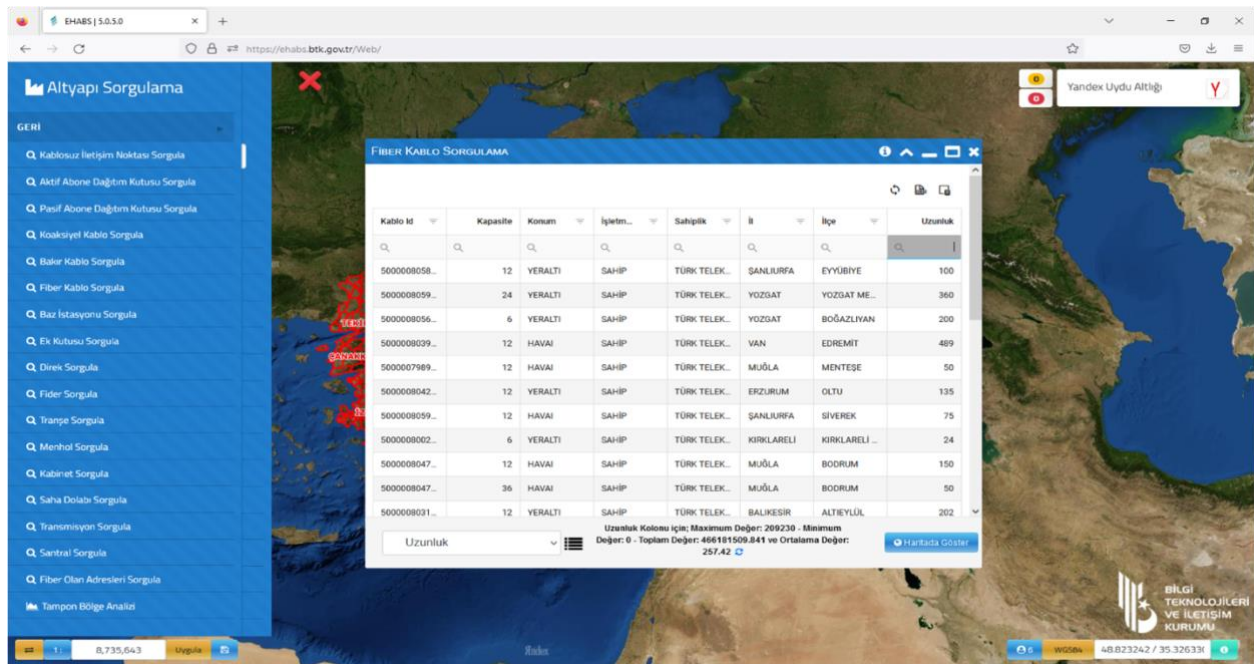 EHABS | 5.0.5.0
https://ehabs.btk.gov.tr/Web/
Altyapı Sorgulama
GERİ
Kablosuz İletişim Noktası Sorgula
Aktif Abone Dağıtım Kutusu Sorgula
Pasif Abone Dağıtım Kutusu Sorgula
Koaksiyel Kablo Sorgula
Bakır Kablo Sorgula
Fiber Kablo Sorgula
Baz İstasyonu Sorgula
Ek Kutusu Sorgula
Direk Sorgula
Fider Sorgula
Tranşe Sorgula
Menhol Sorgula
Kabinet Sorgula
Saha Dolabı Sorgula
Transmisyon Sorgula
Santral Sorgula
Fiber Olan Adresleri Sorgula
Tampon Bölge Analizi
Yandex Uydu Altlığı
FIBER KABLO SORGULAMA
Kablo Id Kapasite Konum İşletm... Sahiplik İl İlçe Uzunluk
5000008058... 12 YERALTI SAHİP TÜRK TELEK... ŞANLIURFA EYYÜBİYE 100
5000008059... 24 YERALTI SAHİP TÜRK TELEK... YOZGAT YOZGAT ME... 360
5000008056... 6 YERALTI SAHİP TÜRK TELEK... YOZGAT BOĞAZLIYAN 200
5000008039... 12 HAVAI SAHİP TÜRK TELEK... VAN EDREMİT 489
5000007989... 12 HAVAI SAHİP TÜRK TELEK... MUĞLA MENTEŞE 50
5000008042... 12 YERALTI SAHİP TÜRK TELEK... ERZURUM OLTU 135
5000008059... 12 HAVAI SAHİP TÜRK TELEK... ŞANLIURFA SİVEREK 75
5000008002... 6 YERALTI SAHİP TÜRK TELEK... KIRKLARELİ KIRKLARELİ ... 24
5000008047... 12 HAVAI SAHİP TÜRK TELEK... MUĞLA BODRUM 150
5000008047... 36 HAVAI SAHİP TÜRK TELEK... MUĞLA BODRUM 50
5000008031... 12 YERALTI SAHİP TÜRK TELEK... BALIKESİR ALTIEYLÜL 202
Uzunluk
Uzunluk Kolonu için; Maximum Değer: 209230 - Minimum
Değer: 0 - Toplam Değer: 466181509.841 ve Ortalama Değer:
257.42
Haritada Göster
TEKİ
ÇANAKK
BİLGİ
TEKNOLOJİLERİ
VE İLETİŞİM
KURUMU
1: 8,735,643 Uygula
Yandex
6 WGS84 48.823242 / 35.32633